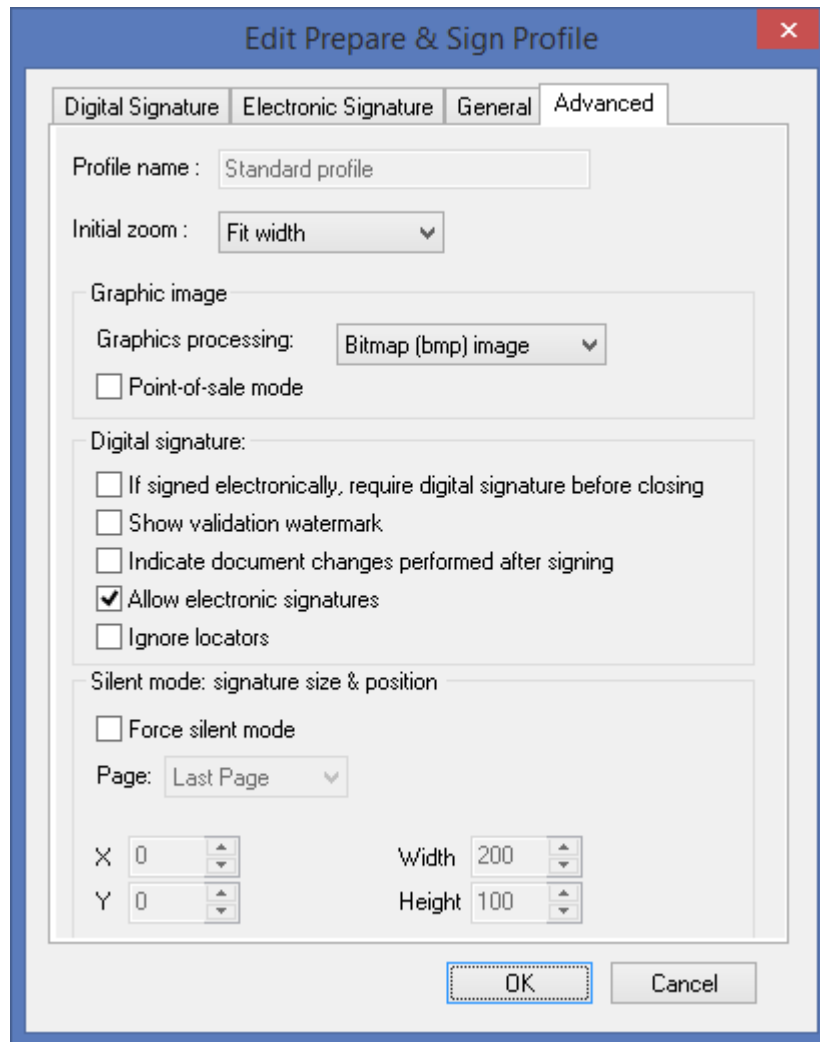 Edit Prepare & Sign Profile
Digital Signature Electronic Signature General Advanced
Profile name : Standard profile
Initial zoom : Fit width
Graphic image
Graphics processing: Bitmap (bmp) image
Point-of-sale mode
Digital signature:
If signed electronically, require digital signature before closing
Show validation watermark
Indicate document changes performed after signing
Allow electronic signatures
Ignore locators
Silent mode: signature size & position
Force silent mode
Page: Last Page
X 0 Width 200
Y 0 Height 100
OK Cancel